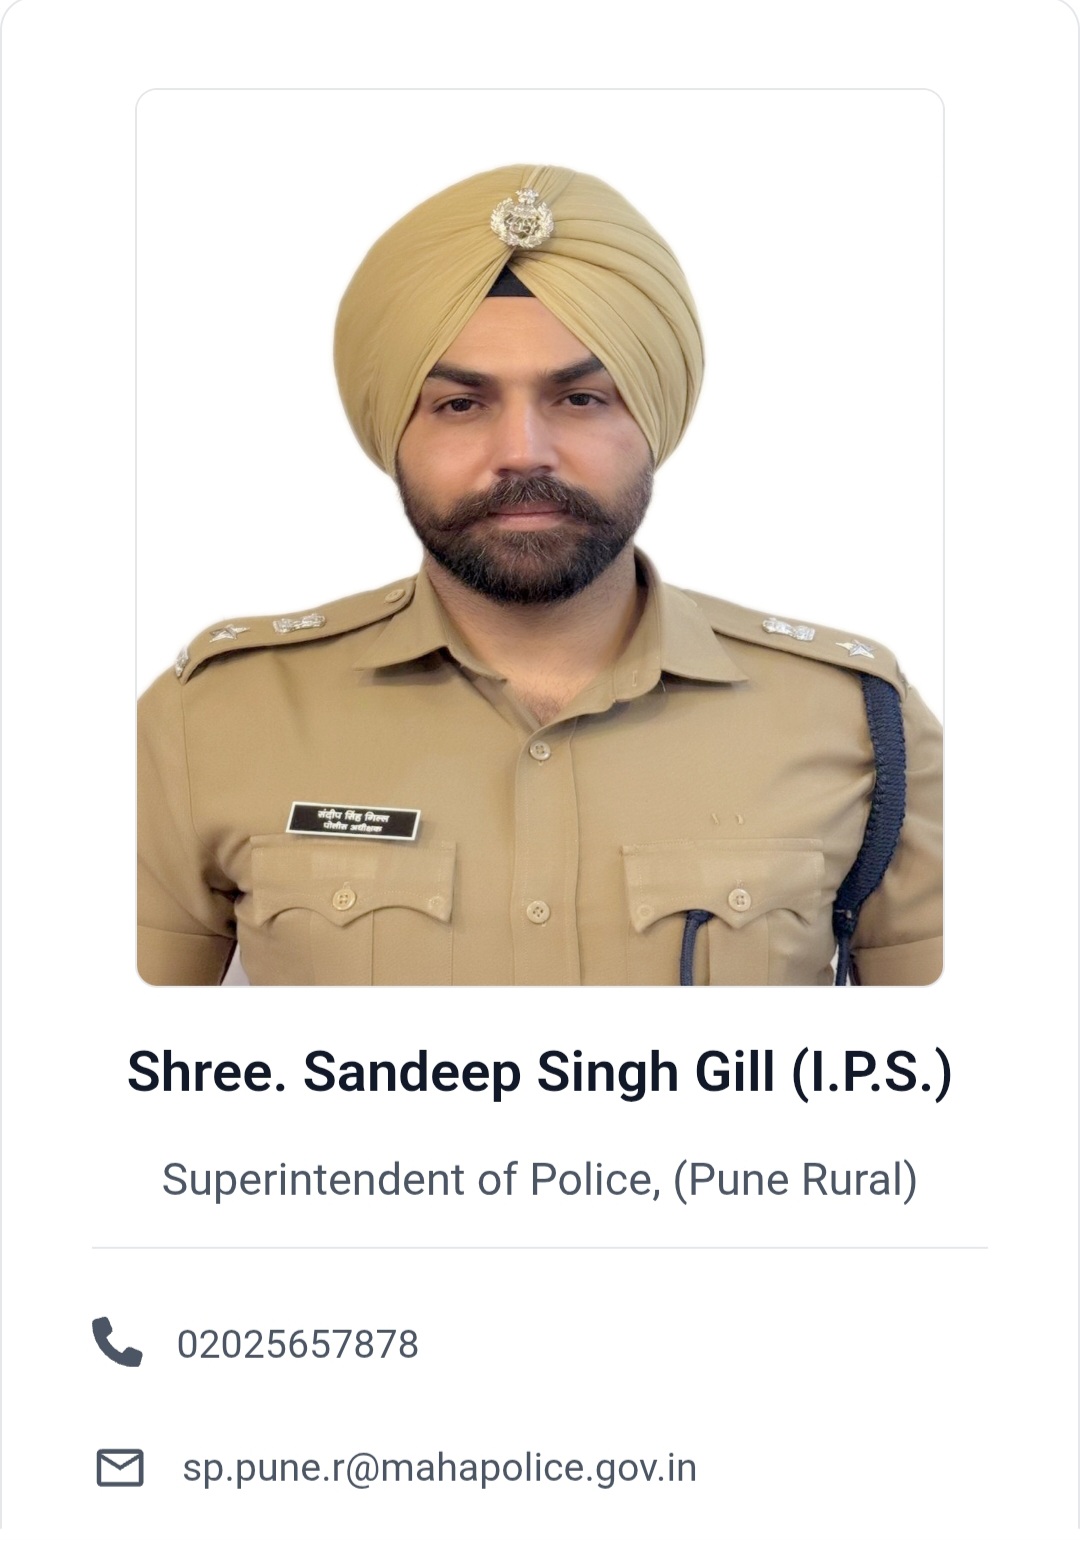 संदीप सिंह गिल्ल
पोलीस अधीक्षक
Shree. Sandeep Singh Gill (I.P.S.)
Superintendent of Police, (Pune Rural)
02025657878
sp.pune.r@mahapolice.gov.in